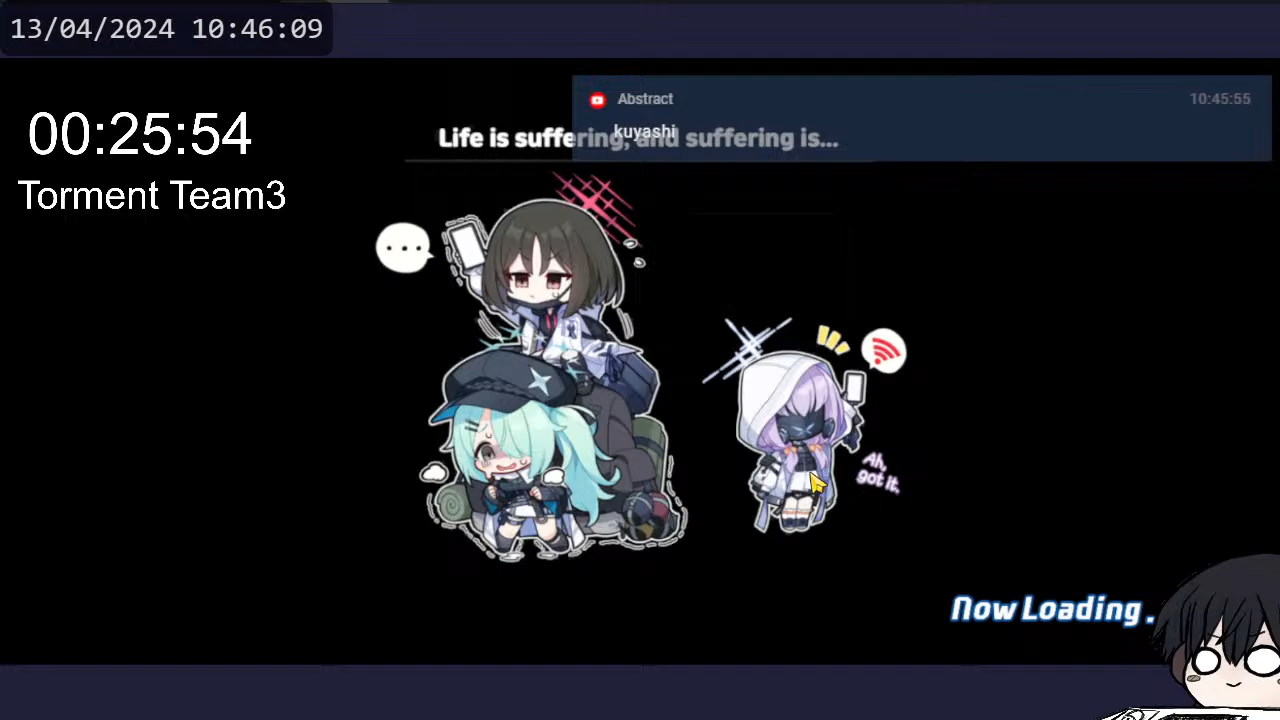 13/04/2024 10:46:09
Abstract 10:45:55
kuyashi
00:25:54
Life is suffering, and suffering is...
Torment Team3
...
Ah,
got it.
Now Loading .